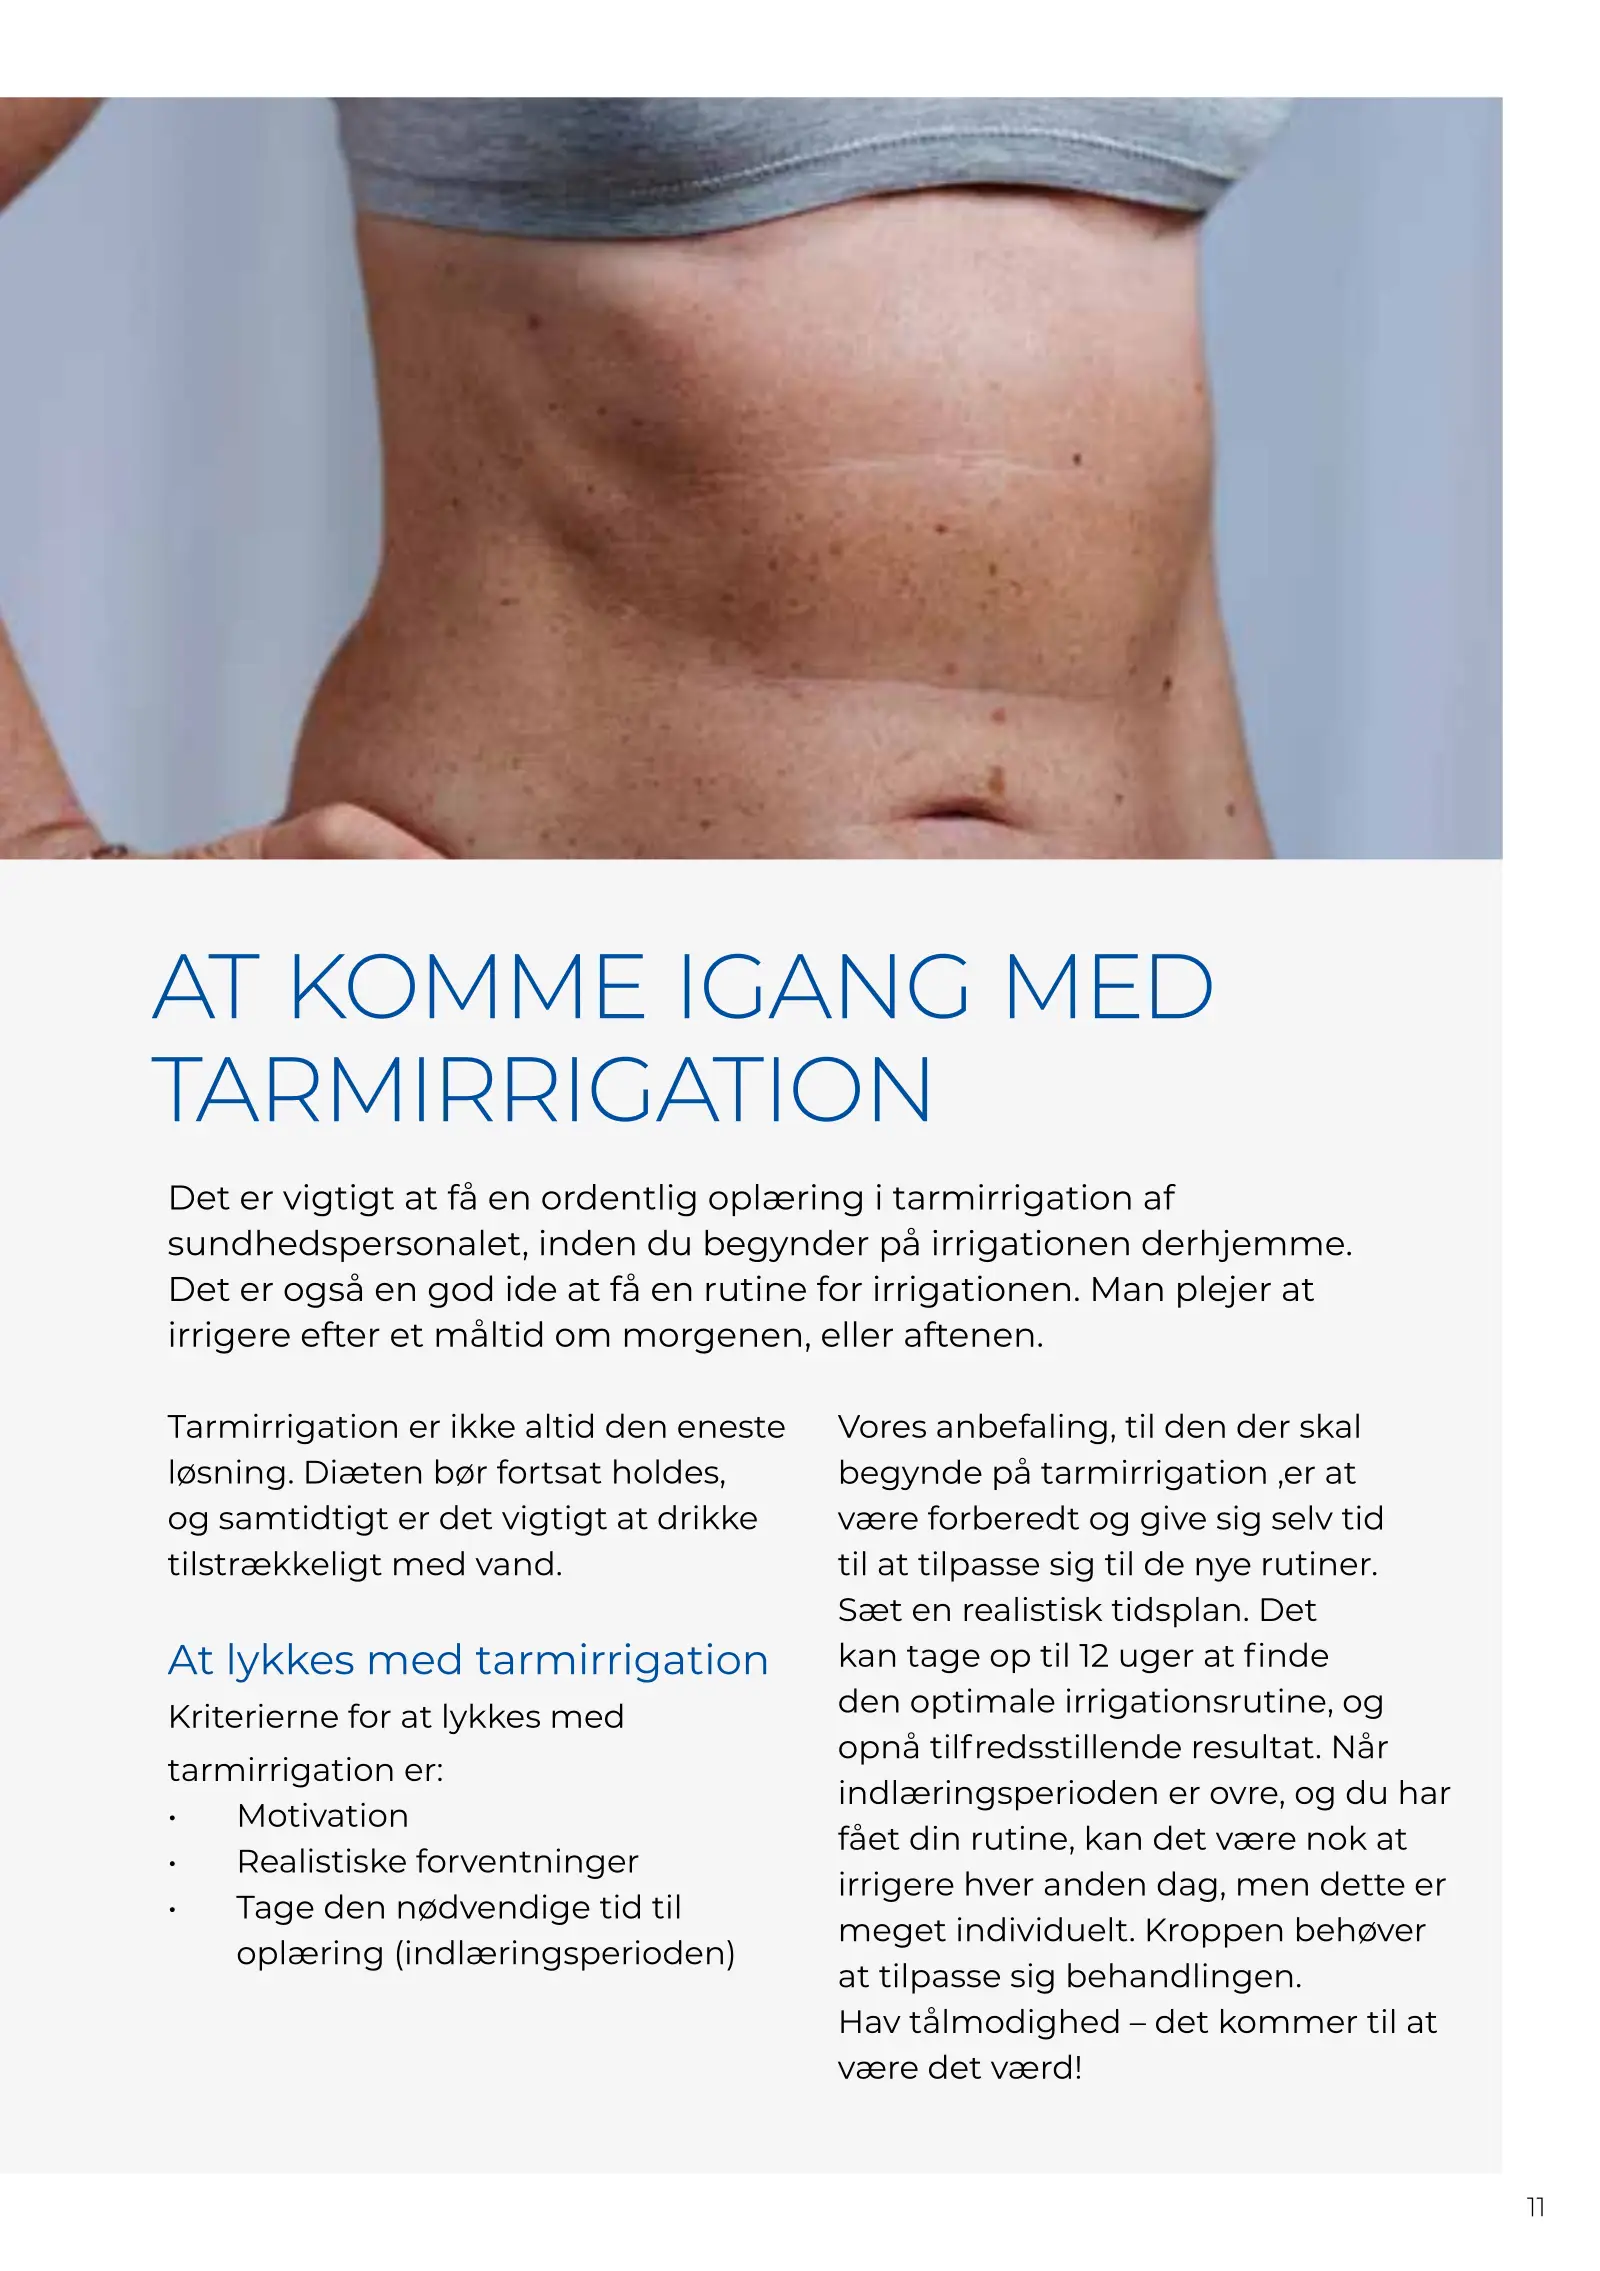 AT KOMME IGANG MED
TARMIRRIGATION
Det er vigtigt at få en ordentlig oplæring i tarmirrigation af
sundhedspersonalet, inden du begynder på irrigationen derhjemme.
Det er også en god ide at få en rutine for irrigationen. Man plejer at
irrigere efter et måltid om morgenen, eller aftenen.
Tarmirrigation er ikke altid den eneste
løsning. Diæten bør fortsat holdes,
og samtidtigt er det vigtigt at drikke
tilstrækkeligt med vand.
At lykkes med tarmirrigation
Kriterierne for at lykkes med
tarmirrigation er:
• Motivation
• Realistiske forventninger
• Tage den nødvendige tid til
oplæring (indlæringsperioden)
Vores anbefaling, til den der skal
begynde på tarmirrigation ,er at
være forberedt og give sig selv tid
til at tilpasse sig til de nye rutiner.
Sæt en realistisk tidsplan. Det
kan tage op til 12 uger at finde
den optimale irrigationsrutine, og
opnå tilfredsstillende resultat. Når
indlæringsperioden er ovre, og du har
fået din rutine, kan det være nok at
irrigere hver anden dag, men dette er
meget individuelt. Kroppen behøver
at tilpasse sig behandlingen.
Hav tålmodighed – det kommer til at
være det værd!
11